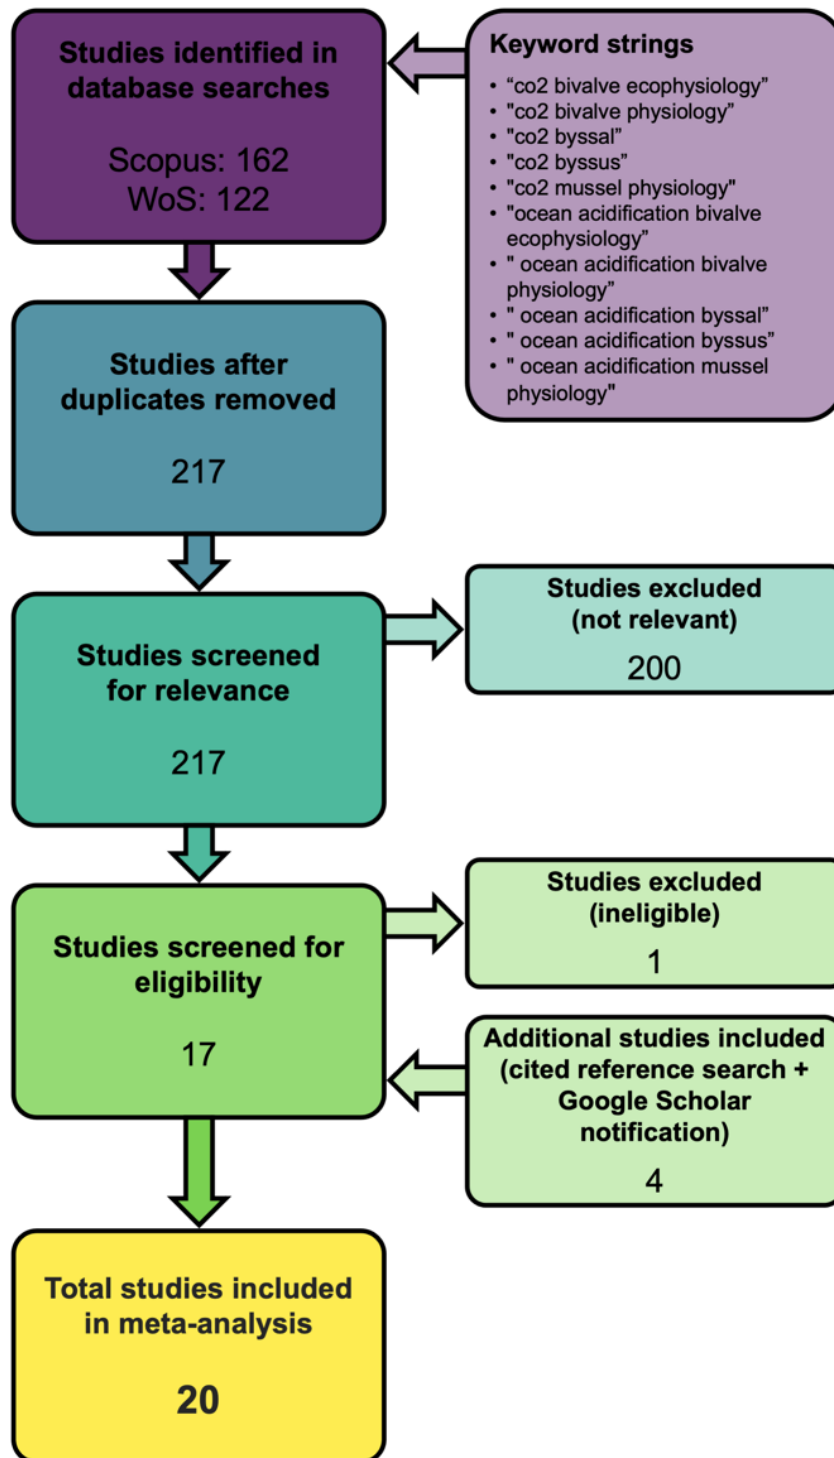 Studies identified in
database searches
Scopus: 162
WoS: 122
Keyword strings
• “co2 bivalve ecophysiology”
• "co2 bivalve physiology”
• "co2 byssal”
• “co2 byssus”
• "co2 mussel physiology"
• "ocean acidification bivalve
ecophysiology”
• " ocean acidification bivalve
physiology”
• " ocean acidification byssal”
• " ocean acidification byssus”
• " ocean acidification mussel
physiology"
Studies after
duplicates removed
217
Studies screened
for relevance
217
Studies excluded
(not relevant)
200
Studies screened for
eligibility
17
Studies excluded
(ineligible)
1
Additional studies included
(cited reference search +
Google Scholar
notification)
4
Total studies included
in meta-analysis
20